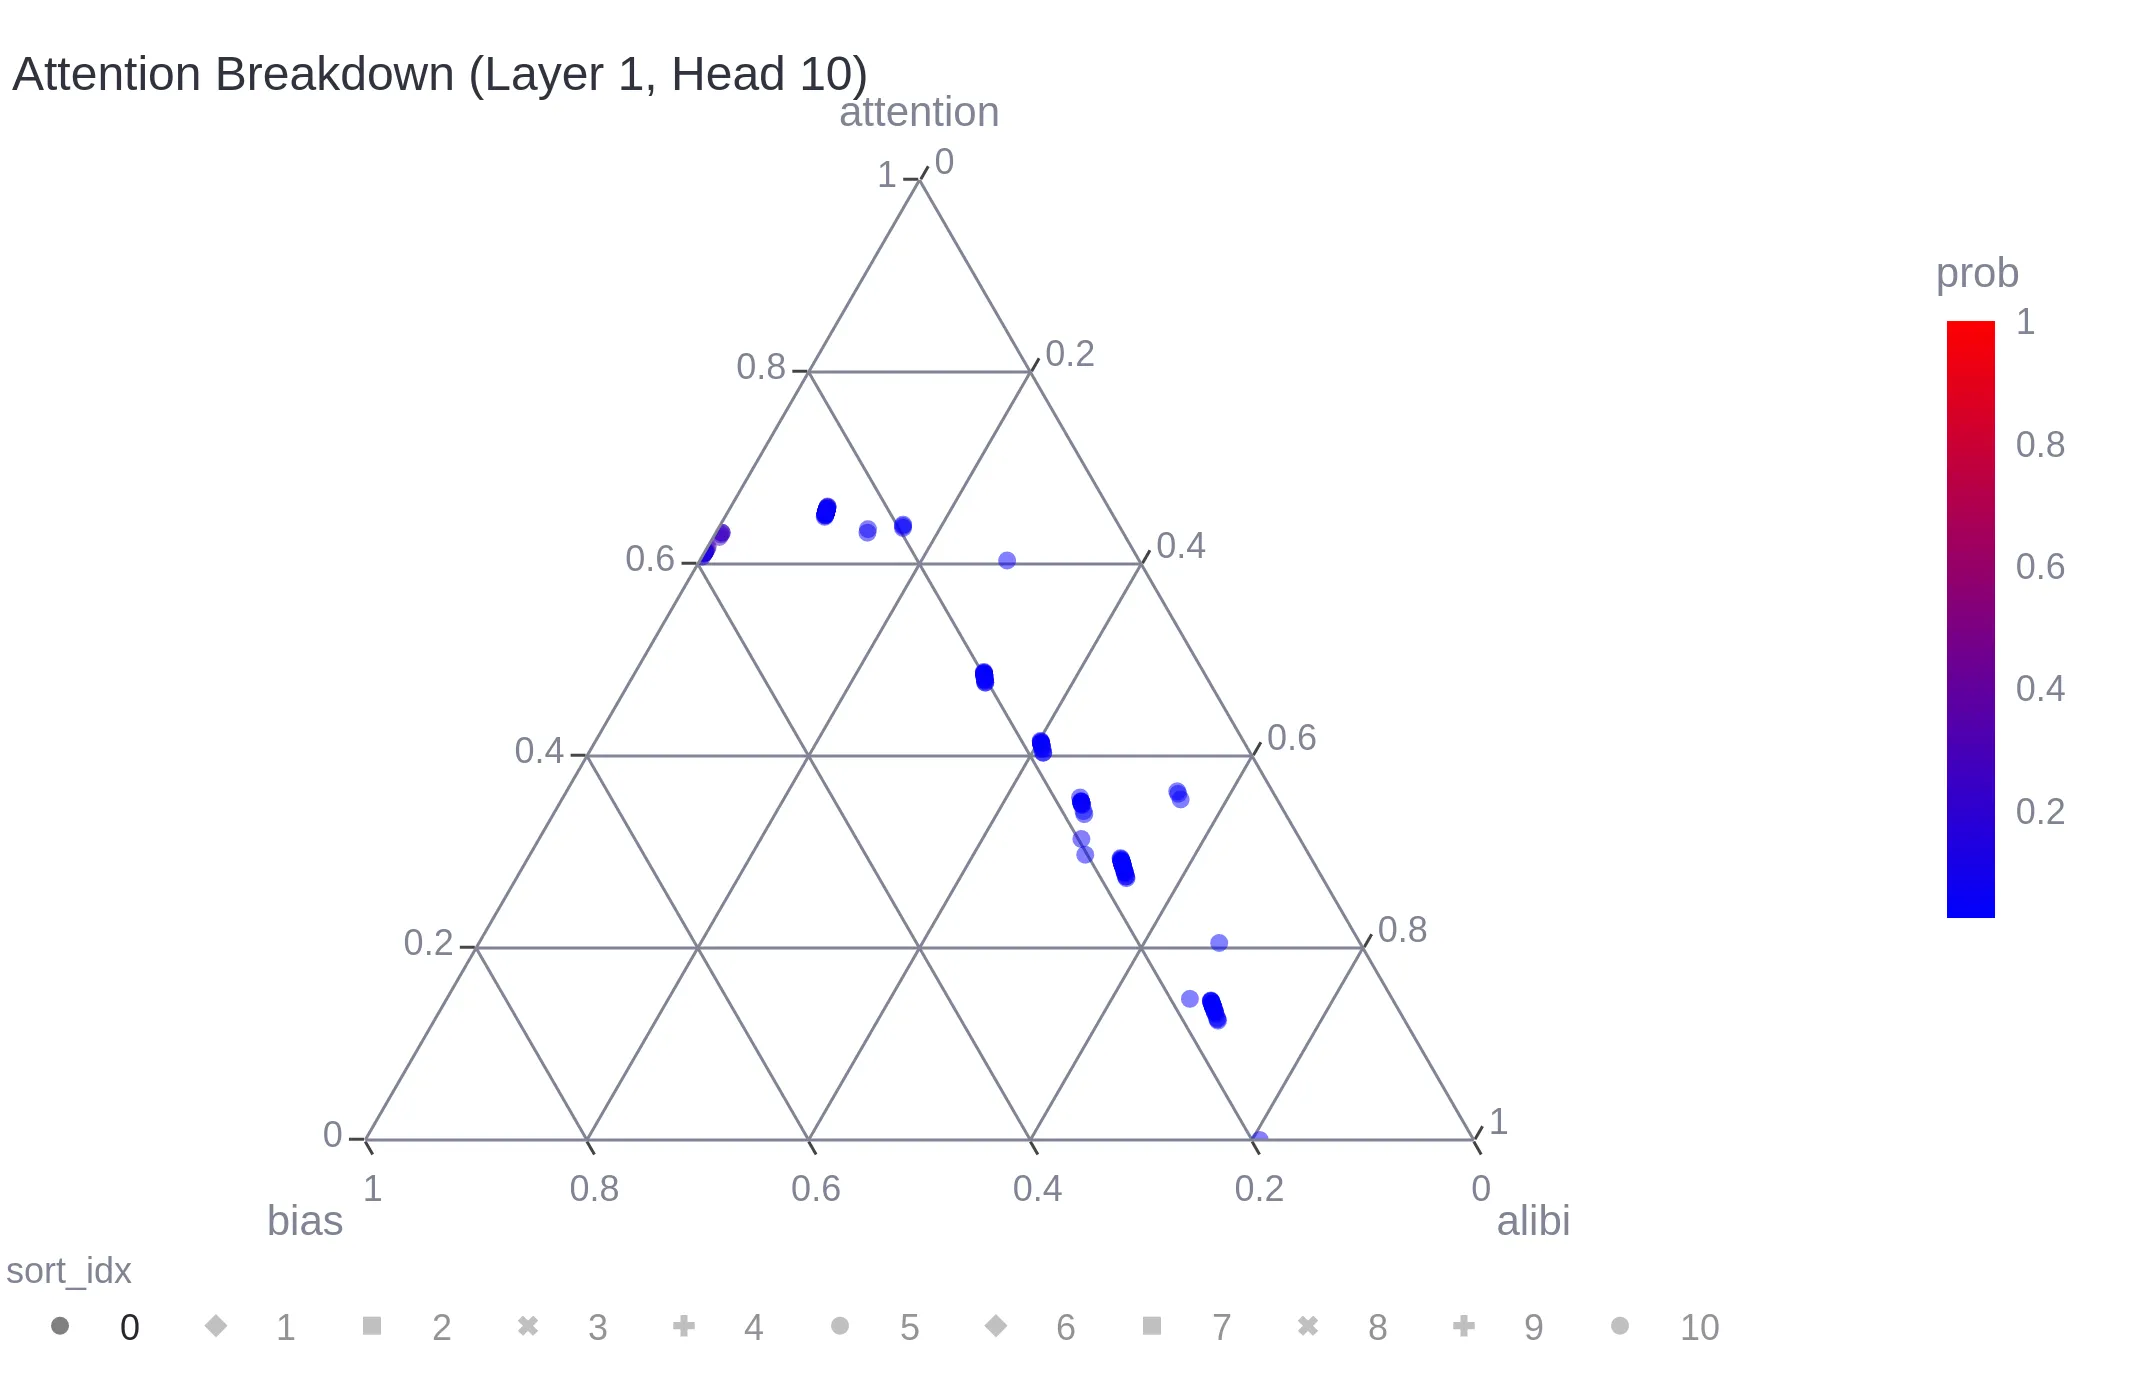 Attention Breakdown (Layer 1, Head 10)
attention
1 0
0.8 0.2
0.6 0.4
0.4 0.6
0.2 0.8
0 1
1 0.8 0.6 0.4 0.2 0
bias alibi
prob
1
0.8
0.6
0.4
0.2
sort_idx
0 1 2 3 4 5 6 7 8 9 10